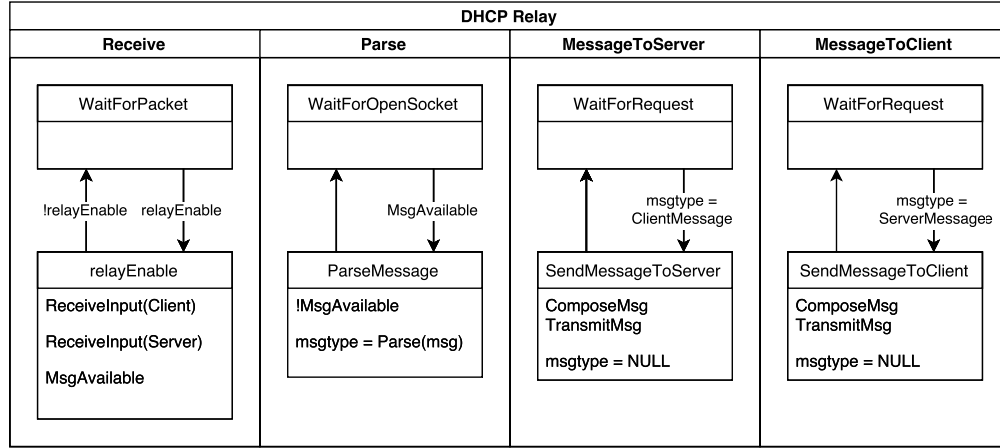 DHCP Relay
Receive
Parse
MessageToServer
MessageToClient
WaitForPacket
!relayEnable
relayEnable
relayEnable
ReceiveInput(Client)
ReceiveInput(Server)
MsgAvailable
WaitForOpenSocket
MsgAvailable
ParseMessage
!MsgAvailable
msgtype = Parse(msg)
WaitForRequest
msgtype =
ClientMessage
SendMessageToServer
ComposeMsg
TransmitMsg
msgtype = NULL
WaitForRequest
msgtype =
ServerMessage
SendMessageToClient
ComposeMsg
TransmitMsg
msgtype = NULL